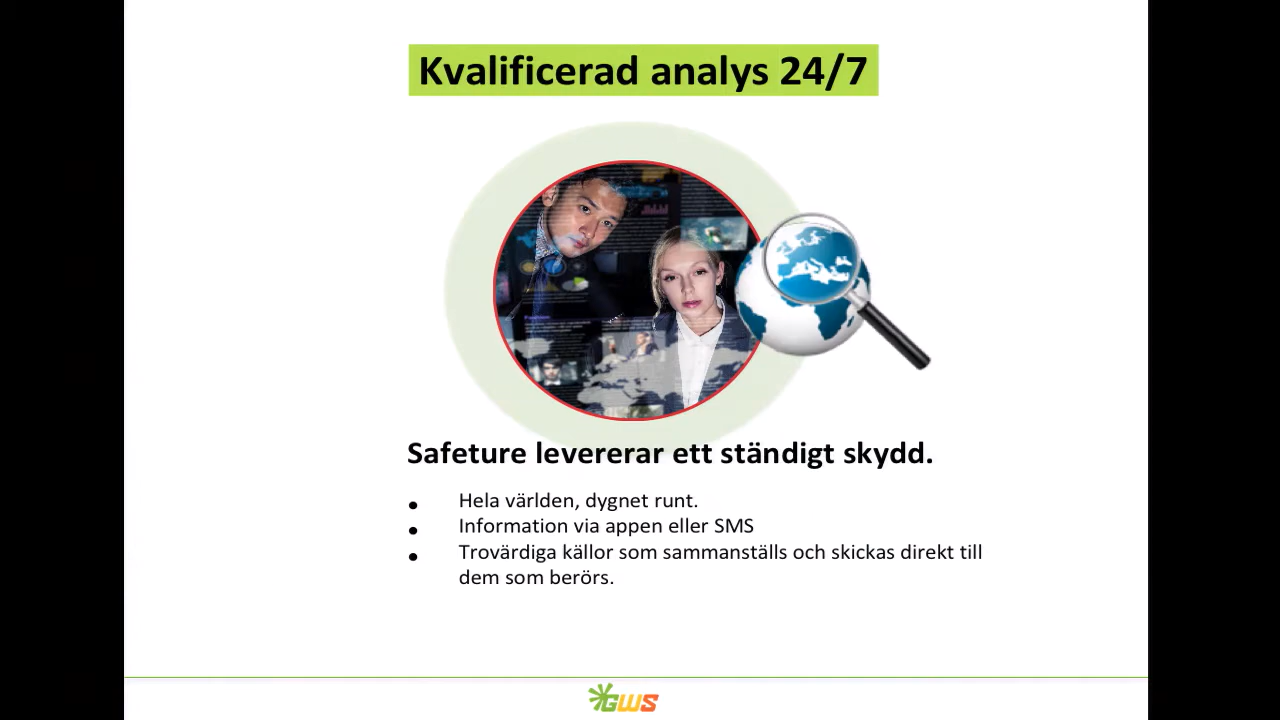 Kvalificerad analys 24/7
Safeture levererar ett ständigt skydd.
• Hela världen, dygnet runt.
• Information via appen eller SMS
• Trovärdiga källor som sammanställs och skickas direkt till
dem som berörs.
GWS